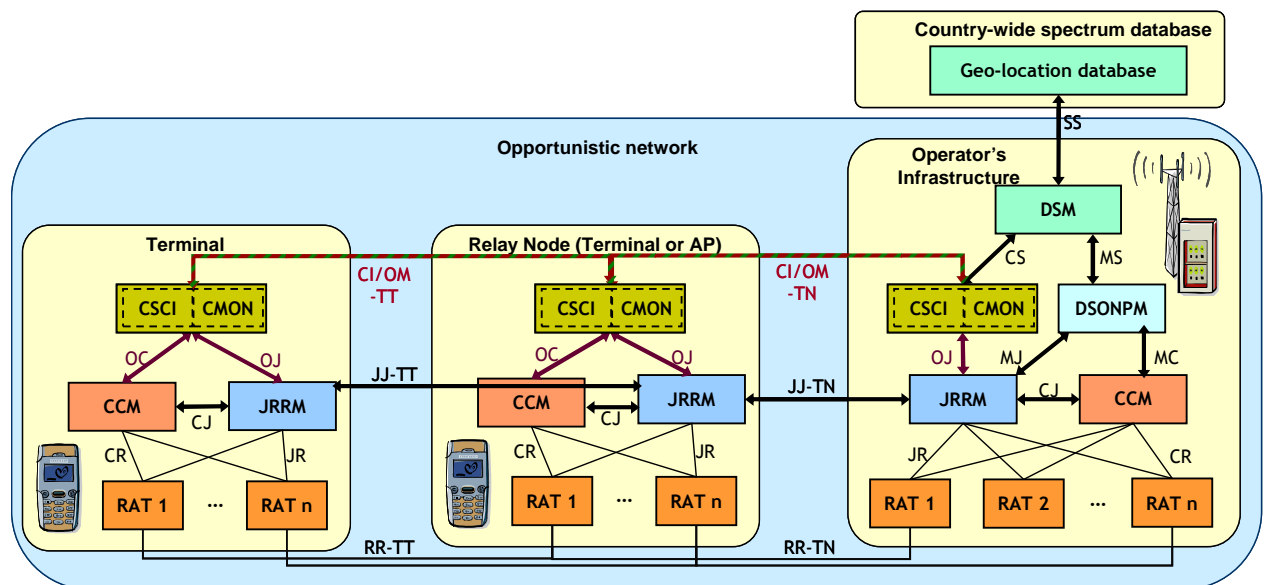 Country-wide spectrum database
Geo-location database
SS
Opportunistic network
Operator's
Infrastructure
DSM
CS
MS
Terminal
CI/OM
-TT
CSCI
CMON
OC
OJ
CCM
CJ
JRRM
CR
JR
RAT 1
...
RAT n
Relay Node (Terminal or AP)
CI/OM
-TN
CSCI
CMON
OC
OJ
JJ-TT
CCM
CJ
JRRM
JJ-TN
RAT 1
...
RAT n
CSCI
CMON
DSONPM
OJ
MJ
MC
JRRM
CJ
CCM
JR
CR
RAT 1
RAT 2
...
RAT n
RR-TT
RR-TN